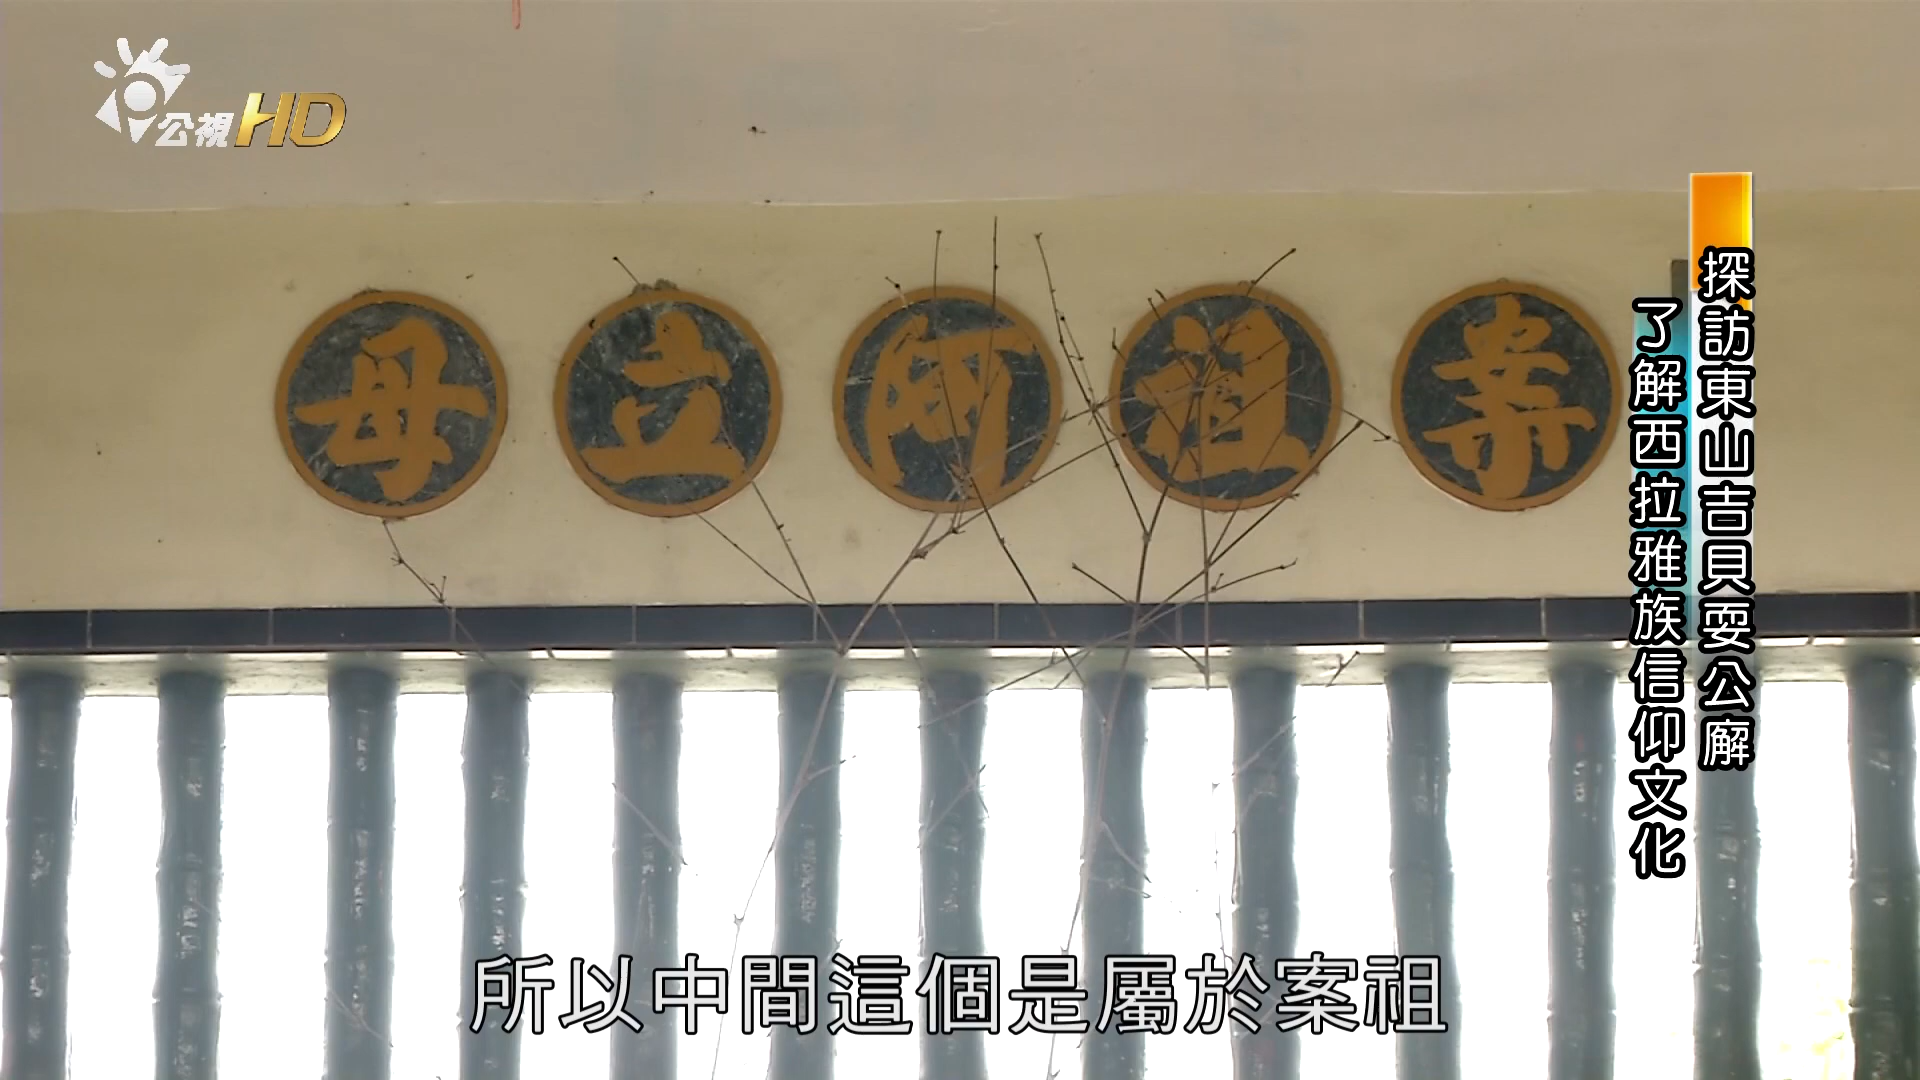 公視HD
案祖阿立母
探訪東山吉貝耍公廨
了解西拉雅族信仰文化
所以中間這個是屬於案祖